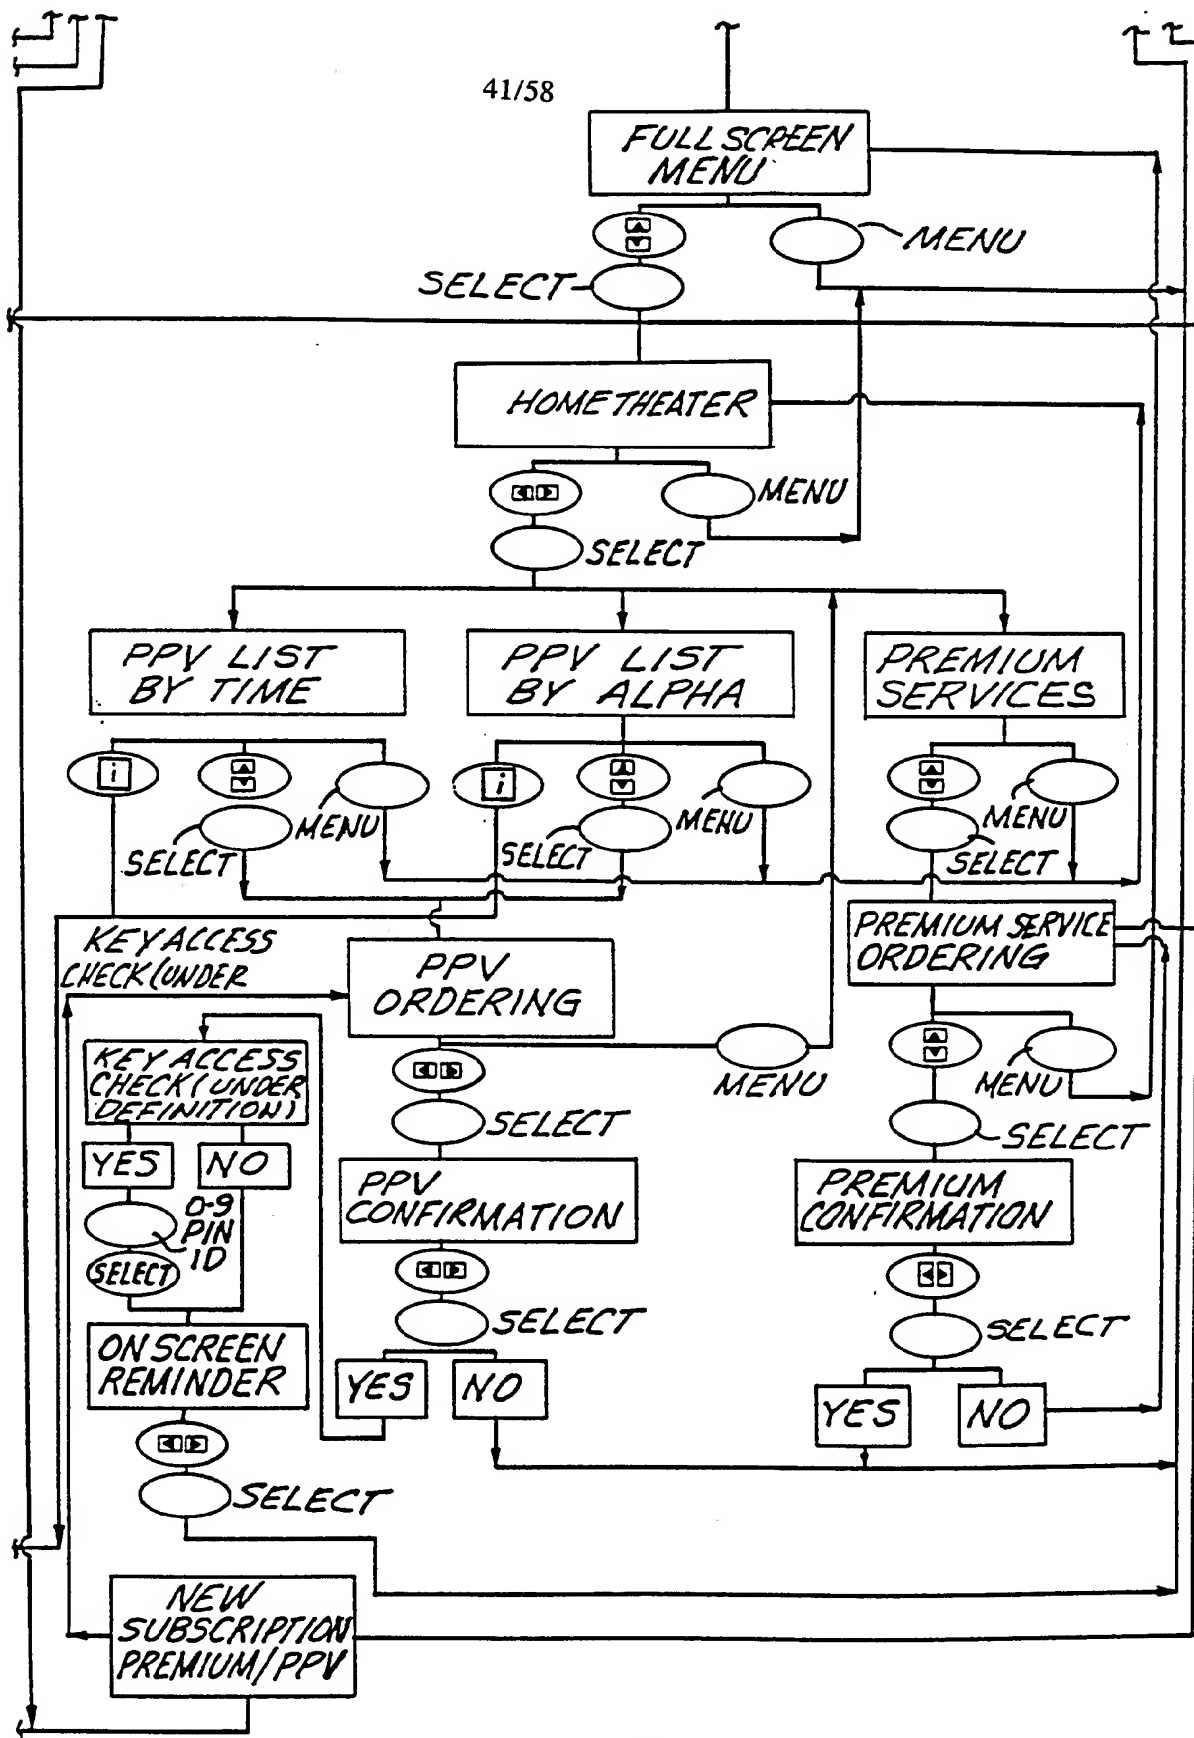 41/58
FULL SCREEN
MENU
MENU
SELECT
HOME THEATER
MENU
SELECT
PPV LIST
BY TIME
PPV LIST
BY ALPHA
PREMIUM
SERVICES
i
i
MENU
SELECT
MENU
SELECT
MENU
SELECT
KEY ACCESS
CHECK (UNDER
PPV
ORDERING
PREMIUM SERVICE
ORDERING
MENU
MENU
KEY ACCESS
CHECK (UNDER
DEFINITION)
SELECT
SELECT
YES
NO
PPV
CONFIRMATION
PREMIUM
CONFIRMATION
0-9
PIN
ID
SELECT
SELECT
SELECT
ON SCREEN
REMINDER
YES
NO
YES
NO
SELECT
NEW
SUBSCRIPTION
PREMIUM/PPV